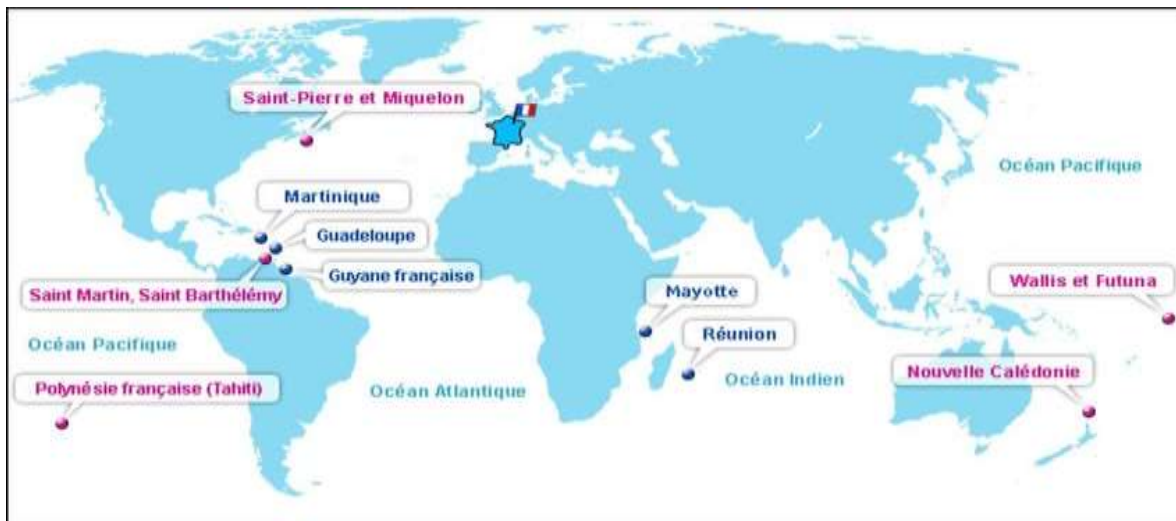 Saint-Pierre et Miquelon
Océan Pacifique
Martinique
Guadeloupe
Guyane française
Saint Martin, Saint Barthélémy
Mayotte
Wallis et Futuna
Réunion
Océan Pacifique
Nouvelle Calédonie
Océan Indien
Polynésie française (Tahiti)
Océan Atlantique